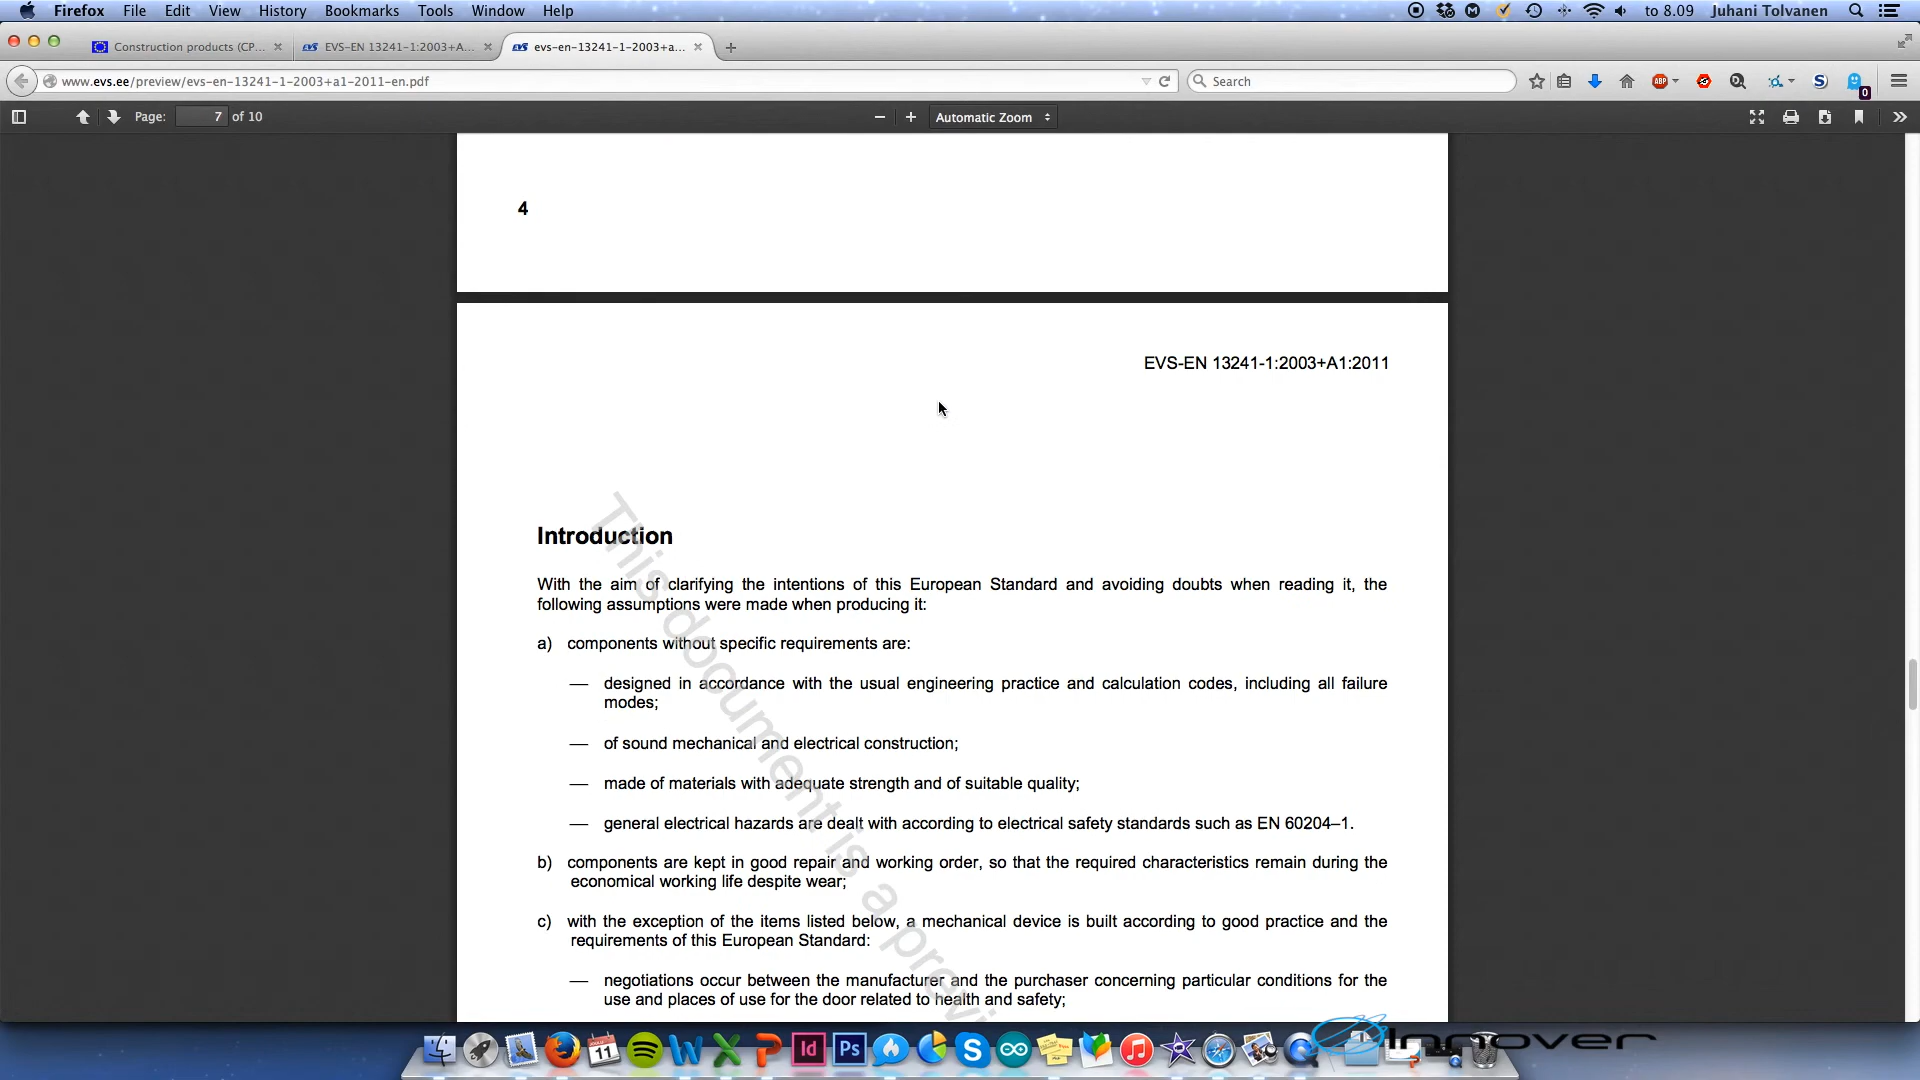 Firefox File Edit View History Bookmarks Tools Window Help to 8.09 Juhani Tolvanen
Construction products (CP... EVS-EN 13241-1:2003+A... evs-en-13241-1-2003+a...
www.evs.ee/preview/evs-en-13241-1-2003+a1-2011-en.pdf Search ABP S 0
Page: 7 of 10 Automatic Zoom
4
EVS-EN 13241-1:2003+A1:2011
Introduction
With the aim of clarifying the intentions of this European Standard and avoiding doubts when reading it, the
following assumptions were made when producing it:
a) components without specific requirements are:
— designed in accordance with the usual engineering practice and calculation codes, including all failure
modes;
— of sound mechanical and electrical construction;
— made of materials with adequate strength and of suitable quality;
— general electrical hazards are dealt with according to electrical safety standards such as EN 60204–1.
b) components are kept in good repair and working order, so that the required characteristics remain during the
economical working life despite wear;
c) with the exception of the items listed below, a mechanical device is built according to good practice and the
requirements of this European Standard:
— negotiations occur between the manufacturer and the purchaser concerning particular conditions for the
use and places of use for the door related to health and safety;
This document is a previ
11 Id Ps
Innover